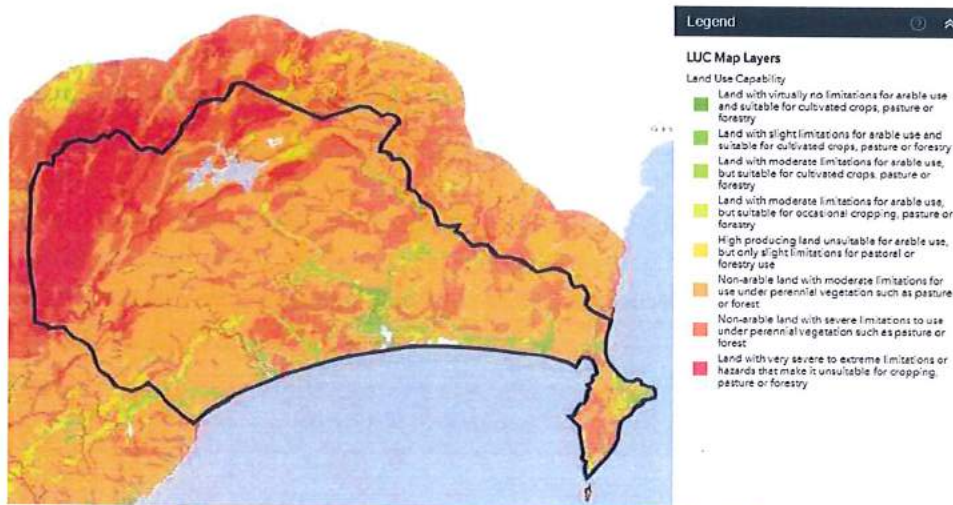 Legend
LUC Map Layers
Land Use Capability
Land with virtually no limitations for arable use
and suitable for cultivated crops, pasture or
forestry
Land with slight limitations for arable use and
suitable for cultivated crops, pasture or forestry
Land with moderate limitations for arable use,
but suitable for cultivated crops, pasture or
forestry
Land with moderate limitations for arable use,
but suitable for occasional cropping, pasture or
forestry
High producing land unsuitable for arable use,
but only slight limitations for pastoral or
forestry use
Non-arable land with moderate limitations for
use under perennial vegetation such as pasture
or forest
Non-arable land with severe limitations to use
under perennial vegetation such as pasture or
forest
Land with very severe to extreme limitations or
hazards that make it unsuitable for cropping,
pasture or forestry